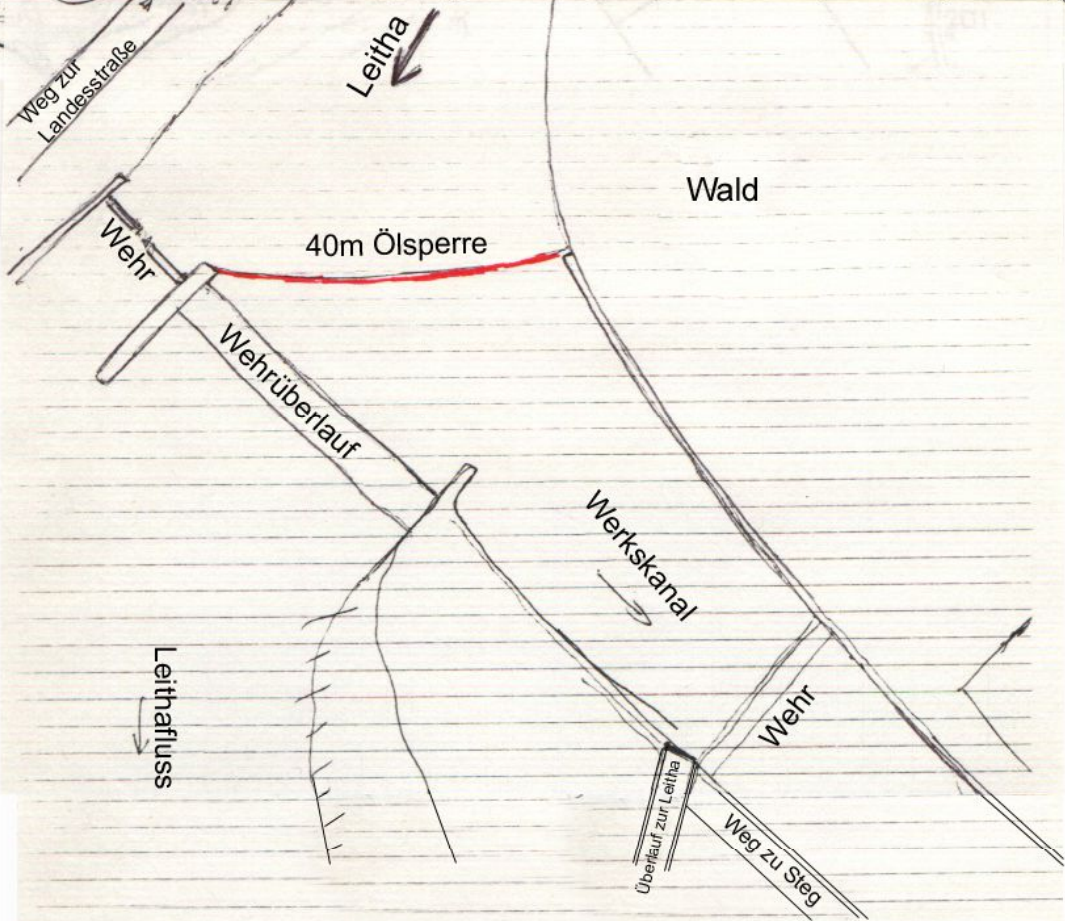 Leitha
Weg zur
Landesstraße
Wald
Wehr
40m Ölsperre
Wehrüberlauf
Werkskanal
Leithafluss
Wehr
Überlauf zur Leitha
Weg zu Steg